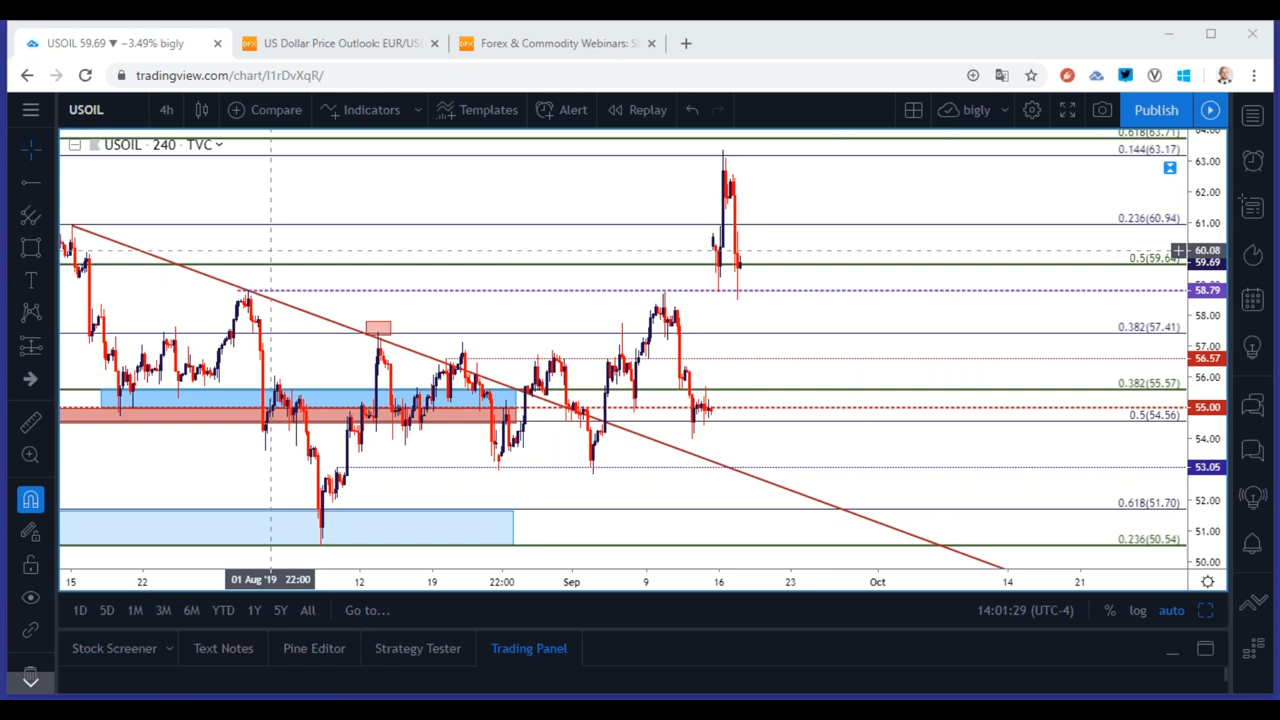 USOIL 59.69 ▼ −3.49% bigly
US Dollar Price Outlook: EUR/USD
Forex & Commodity Webinars: S
tradingview.com/chart/I1rDvXqR/
USOIL 4h Compare Indicators Templates Alert Replay bigly Publish
USOIL · 240 · TVC
64.00
0.618(63.71)
0.144(63.17)
63.00
62.00
0.236(60.94)
61.00
60.08
0.5(59.64)
59.69
58.79
58.00
0.382(57.41)
57.00
56.57
56.00
0.382(55.57)
55.00
0.5(54.56)
54.00
53.05
52.00
0.618(51.70)
51.00
0.236(50.54)
50.00
15 22 01 Aug '19 22:00 12 19 22:00 Sep 9 16 23 Oct 14 21
1D 5D 1M 3M 6M YTD 1Y 5Y All Go to... 14:01:29 (UTC-4) % log auto
Stock Screener Text Notes Pine Editor Strategy Tester Trading Panel